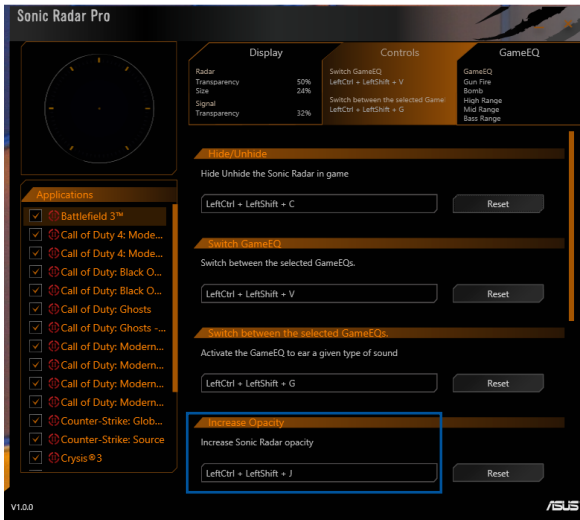 Sonic Radar Pro
Display
Radar
Transparency 50%
Size 24%
Signal
Transparency 32%
Controls
Switch GameEQ
LeftCtrl + LeftShift + V
Switch between the selected Game
LeftCtrl + LeftShift + G
GameEQ
GameEQ
Gun Fire
Bomb
High Range
Mid Range
Bass Range
Applications
Battlefield 3™
Call of Duty 4: Mode...
Call of Duty 4: Mode...
Call of Duty: Black O...
Call of Duty: Black O...
Call of Duty: Ghosts
Call of Duty: Ghosts -...
Call of Duty: Modern...
Call of Duty: Modern...
Call of Duty: Modern...
Call of Duty: Modern...
Counter-Strike: Glob...
Counter-Strike: Source
Crysis®3
Hide/Unhide
Hide Unhide the Sonic Radar in game
LeftCtrl + LeftShift + C Reset
Switch GameEQ
Switch between the selected GameEQs.
LeftCtrl + LeftShift + V Reset
Switch between the selected GameEQs.
Activate the GameEQ to ear a given type of sound
LeftCtrl + LeftShift + G Reset
Increase Opacity
Increase Sonic Radar opacity
LeftCtrl + LeftShift + J Reset
V1.0.0
ASUS